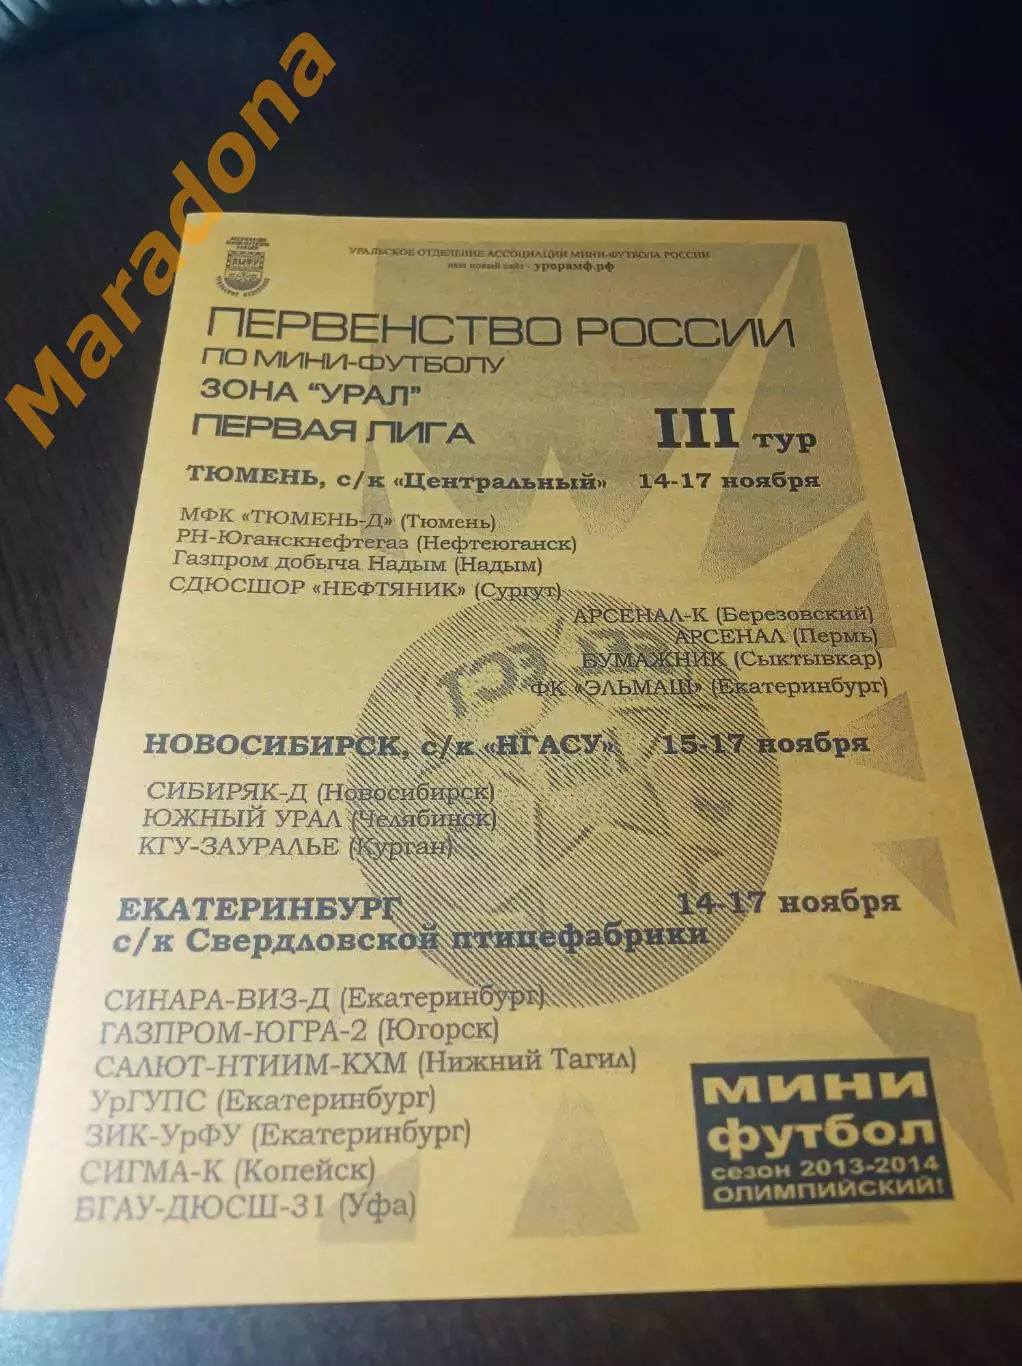 Maradona
УРАЛЬСКОЕ ОТДЕЛЕНИЕ АССОЦИАЦИИ МИНИ-ФУТБОЛА РОССИИ
наш новый сайт - урорамф.рф
ПЕРВЕНСТВО РОССИИ
ПО МИНИ-ФУТБОЛУ
ЗОНА "УРАЛ"
ПЕРВАЯ ЛИГА
III тур
ТЮМЕНЬ, с/к «Центральный» 14-17 ноября
МФК «ТЮМЕНЬ-Д» (Тюмень)
РН-Юганскнефтегаз (Нефтеюганск)
Газпром добыча Надым (Надым)
СДЮСШОР «НЕФТЯНИК» (Сургут)
АРСЕНАЛ-К (Березовский)
АРСЕНАЛ (Пермь)
БУМАЖНИК (Сыктывкар)
ФК «ЭЛЬМАШ» (Екатеринбург)
НОВОСИБИРСК, с/к «НГАСУ» 15-17 ноября
СИБИРЯК-Д (Новосибирск)
ЮЖНЫЙ УРАЛ (Челябинск)
КГУ-ЗАУРАЛЬЕ (Курган)
ЕКАТЕРИНБУРГ 14-17 ноября
с/к Свердловской птицефабрики
СИНАРА-ВИЗ-Д (Екатеринбург)
ГАЗПРОМ-ЮГРА-2 (Югорск)
САЛЮТ-НТИИМ-КХМ (Нижний Тагил)
УрГУПС (Екатеринбург)
ЗИК-УрФУ (Екатеринбург)
СИГМА-К (Копейск)
БГАУ-ДЮСШ-31 (Уфа)
МИНИ
футбол
сезон 2013-2014
ОЛИМПИЙСКИЙ!